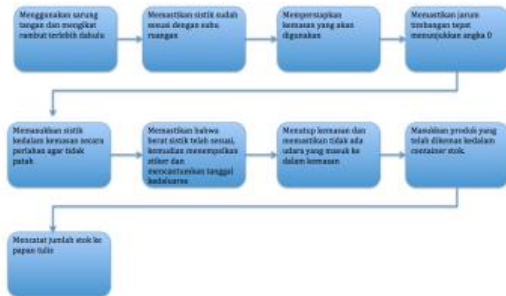 Menggunakan sarung
tangan dan mengikat
rambut terlebih dahulu
Memastikan sistik sudah
sesuai dengan suhu
ruangan
Mempersiapkan
kemasan yang akan
digunakan
Memastikan jarum
timbangan tepat
menunjukkan angka 0
Memasukkan sistik
kedalam kemasan secara
perlahan agar tidak
patah
Memastikan bahwa
berat sistik telah sesuai,
kemudian menempelkan
stiker dan
mencantumkan tanggal
kedaluarsa
Menutup kemasan dan
memastikan tidak ada
udara yang masuk ke
dalam kemasan
Masukkan produk yang
telah dikemas kedalam
container stok.
Mencatat jumlah stok ke
papan tulis